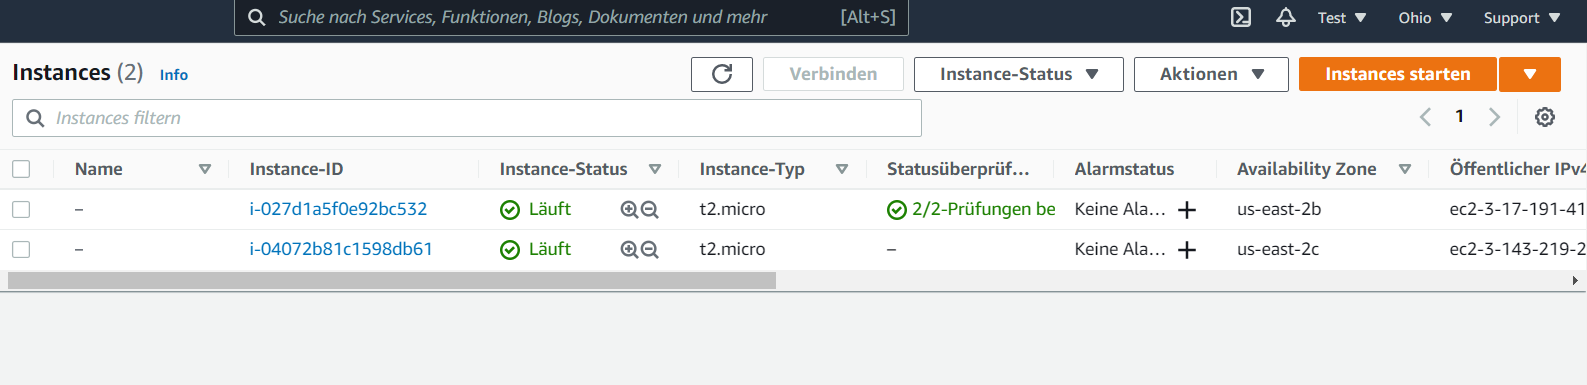 Suche nach Services, Funktionen, Blogs, Dokumenten und mehr [Alt+S] Test Ohio Support
Instances (2) Info Verbinden Instance-Status Aktionen Instances starten
Instances filtern 1
Name Instance-ID Instance-Status Instance-Typ Statusüberprüf... Alarmstatus Availability Zone Öffentlicher IPv4
– i-027d1a5f0e92bc532 Läuft t2.micro 2/2-Prüfungen be Keine Ala... + us-east-2b ec2-3-17-191-41
– i-04072b81c1598db61 Läuft t2.micro – Keine Ala... + us-east-2c ec2-3-143-219-2